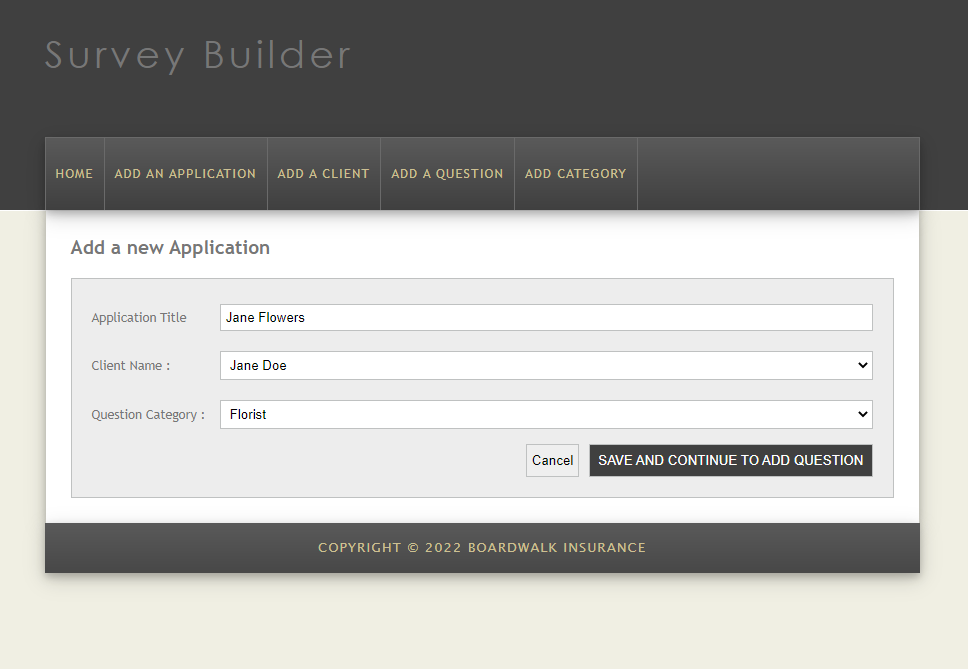 Survey Builder
HOME ADD AN APPLICATION ADD A CLIENT ADD A QUESTION ADD CATEGORY
Add a new Application
Application Title Jane Flowers
Client Name : Jane Doe
Question Category : Florist
Cancel SAVE AND CONTINUE TO ADD QUESTION
COPYRIGHT © 2022 BOARDWALK INSURANCE